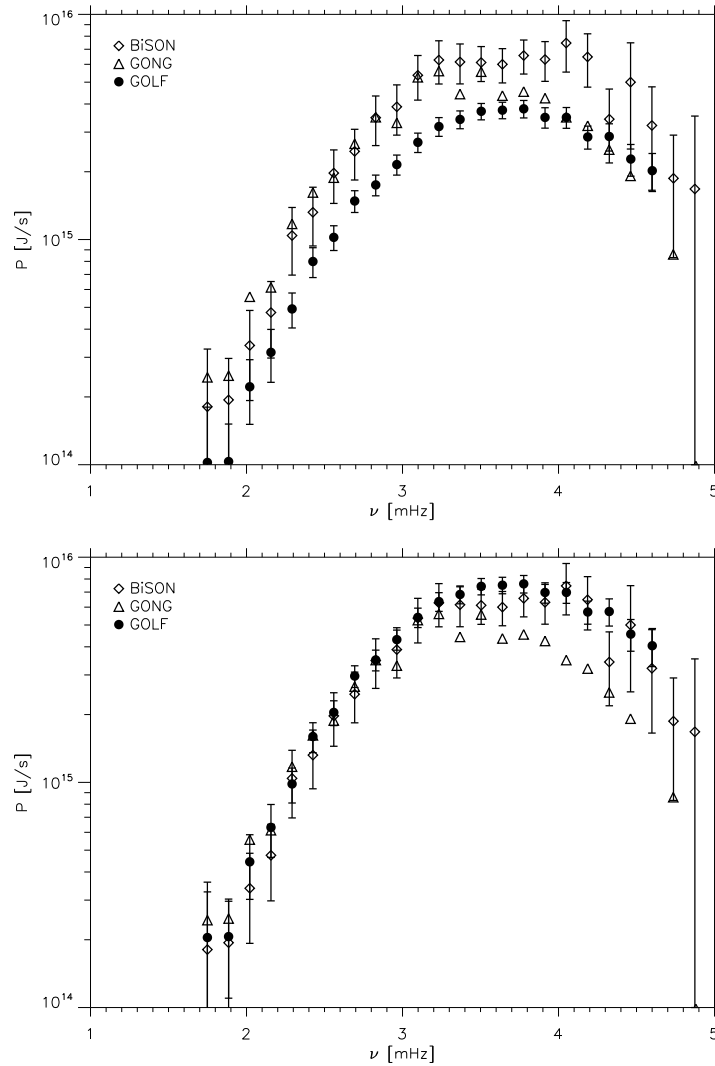 10^16
◇ BiSON
△ GONG
● GOLF
10^15
P [J/s]
10^14
1 2 3 4 5
ν [mHz]
10^16
◇ BiSON
△ GONG
● GOLF
10^15
P [J/s]
10^14
1 2 3 4 5
ν [mHz]